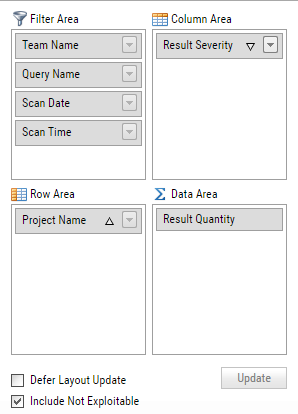 Filter Area
Team Name
Query Name
Scan Date
Scan Time
Column Area
Result Severity
Row Area
Project Name
Data Area
Result Quantity
Defer Layout Update
Update
Include Not Exploitable